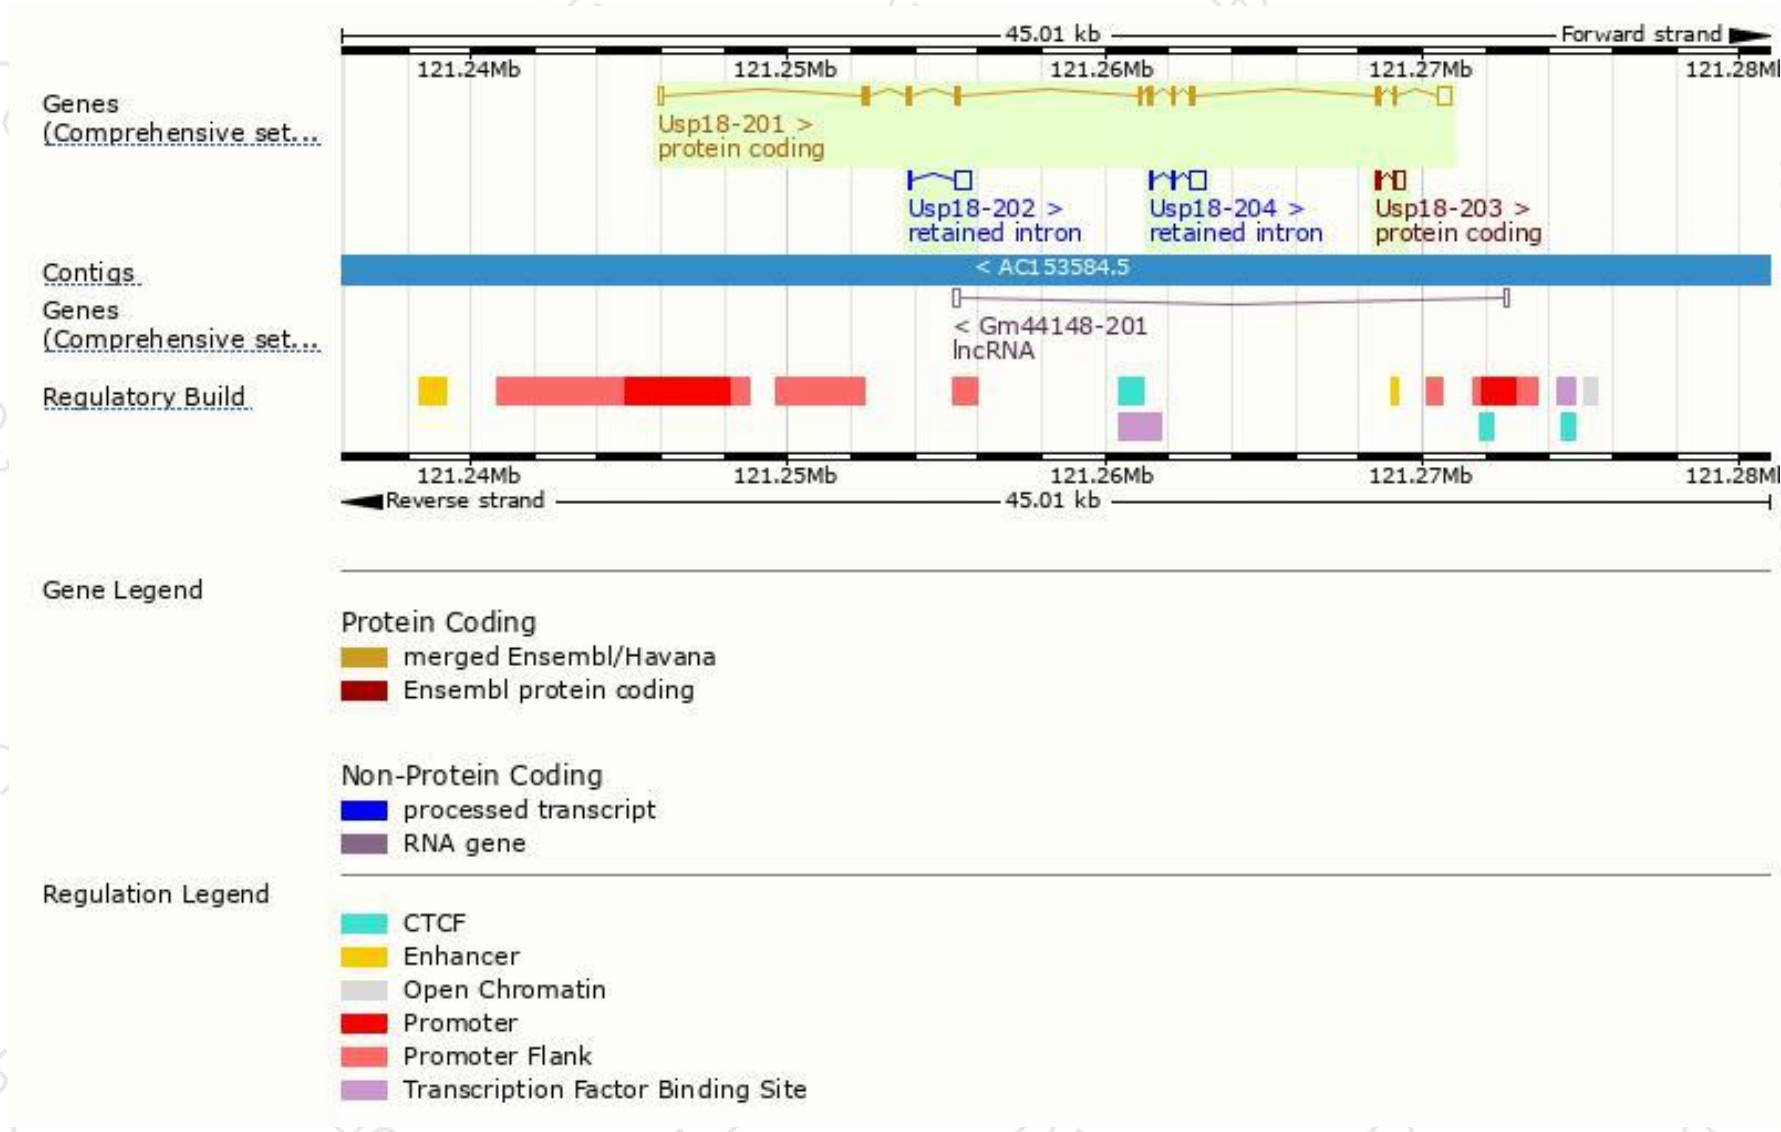 45.01 kb
Forward strand
121.24Mb 121.25Mb 121.26Mb 121.27Mb 121.28M
Genes
(Comprehensive set...
Usp18-201 >
protein coding
Usp18-202 > Usp18-204 > Usp18-203 >
retained intron retained intron protein coding
Contigs
< AC153584.5
Genes
(Comprehensive set...
< Gm44148-201
lncRNA
Regulatory Build
121.24Mb 121.25Mb 121.26Mb 121.27Mb 121.28M
Reverse strand
45.01 kb
Gene Legend
Protein Coding
merged Ensembl/Havana
Ensembl protein coding
Non-Protein Coding
processed transcript
RNA gene
Regulation Legend
CTCF
Enhancer
Open Chromatin
Promoter
Promoter Flank
Transcription Factor Binding Site